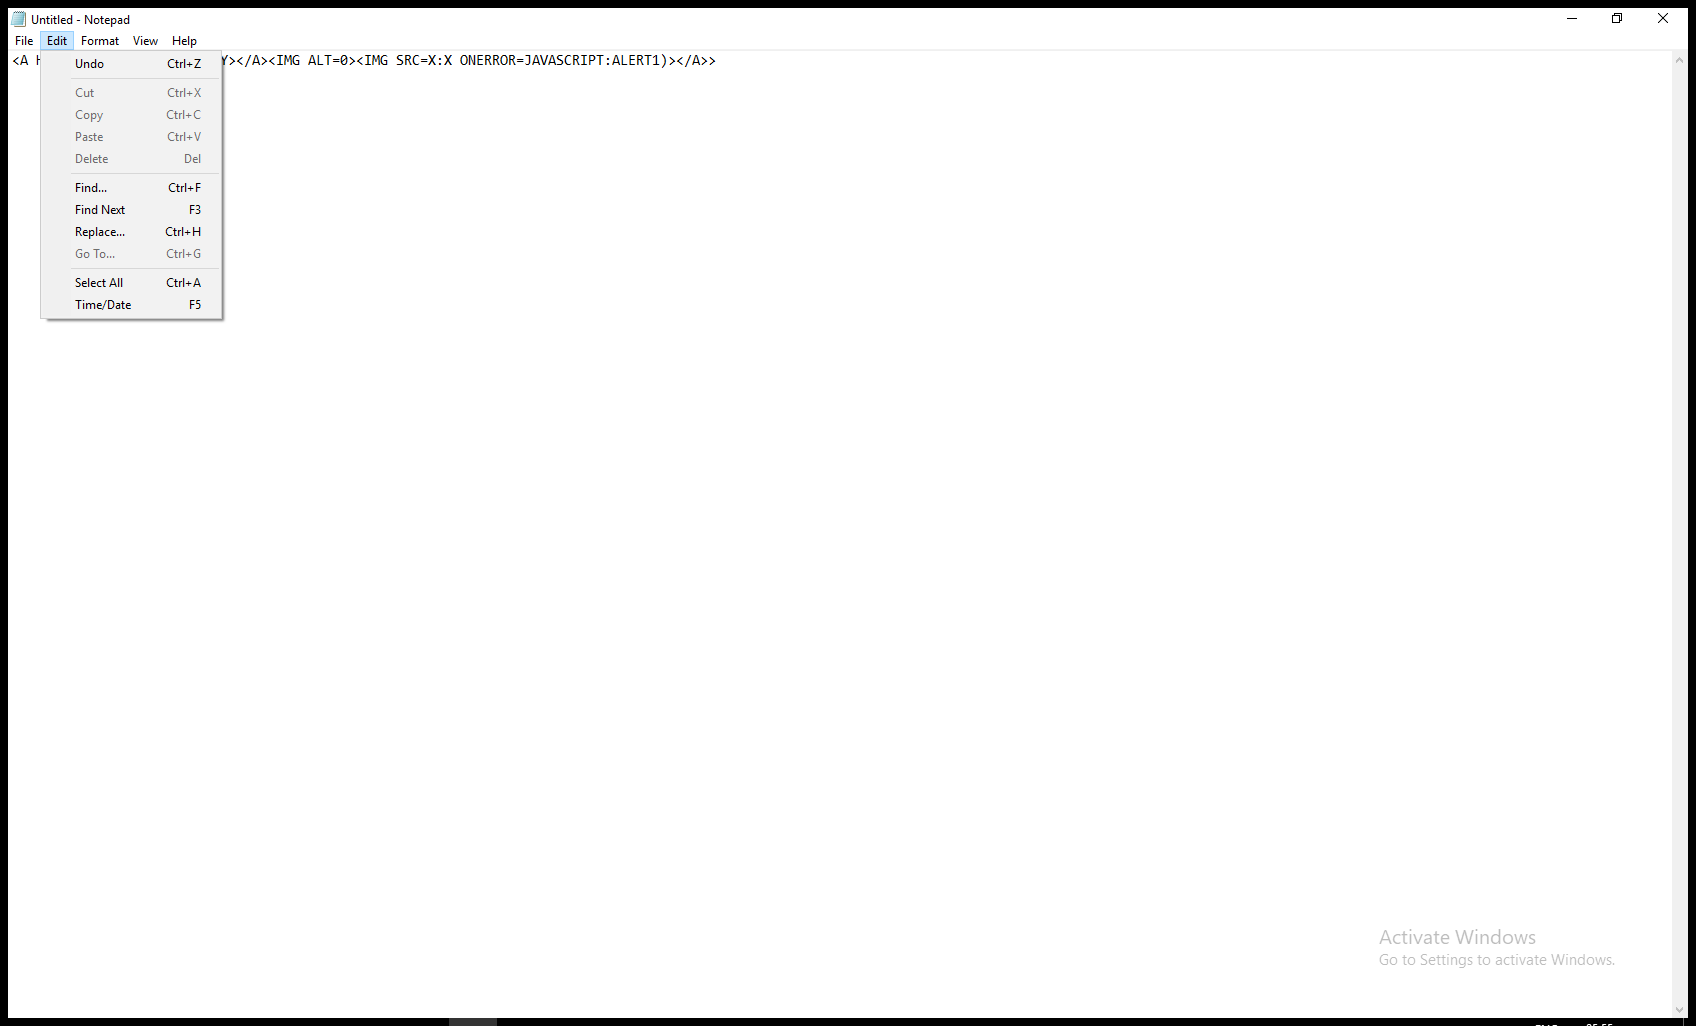 Untitled - Notepad
File Edit Format View Help
<A H ></A><IMG ALT=0><IMG SRC=X:X ONERROR=JAVASCRIPT:ALERT1)></A>>
Undo Ctrl+Z
Cut Ctrl+X
Copy Ctrl+C
Paste Ctrl+V
Delete Del
Find... Ctrl+F
Find Next F3
Replace... Ctrl+H
Go To... Ctrl+G
Select All Ctrl+A
Time/Date F5
Activate Windows
Go to Settings to activate Windows.